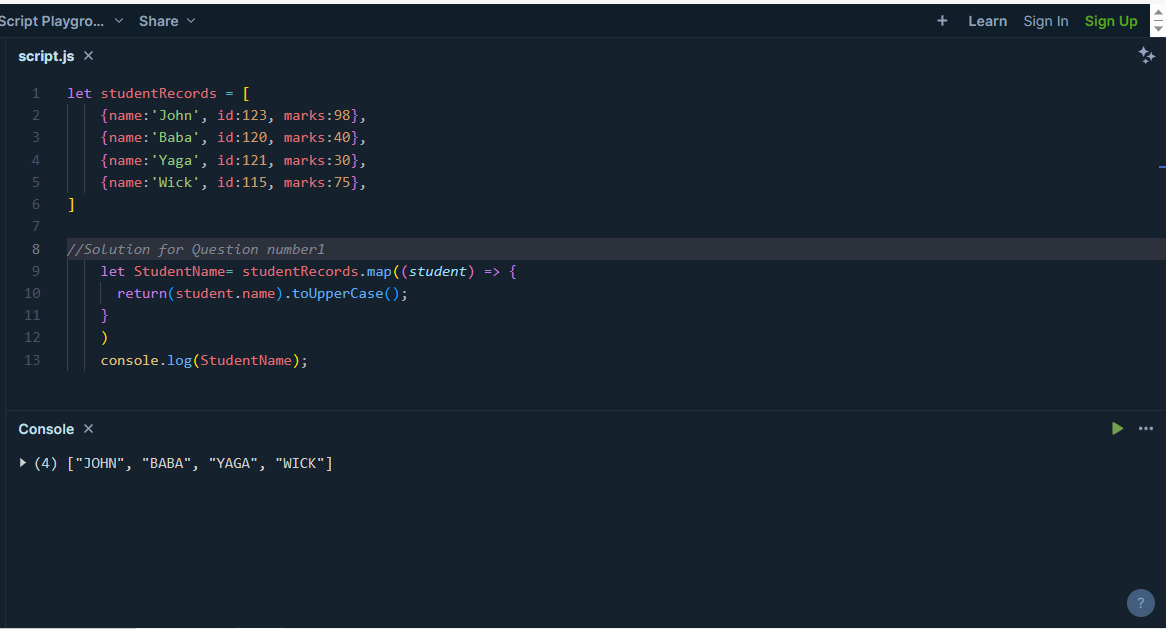 Script Playgro... Share + Learn Sign In Sign Up
script.js ×
1 let studentRecords = [
2 {name:'John', id:123, marks:98},
3 {name:'Baba', id:120, marks:40},
4 {name:'Yaga', id:121, marks:30},
5 {name:'Wick', id:115, marks:75},
6 ]
7
8 //Solution for Question number1
9 let StudentName= studentRecords.map((student) => {
10 return(student.name).toUpperCase();
11 }
12 )
13 console.log(StudentName);
Console ×
(4) ["JOHN", "BABA", "YAGA", "WICK"]
?